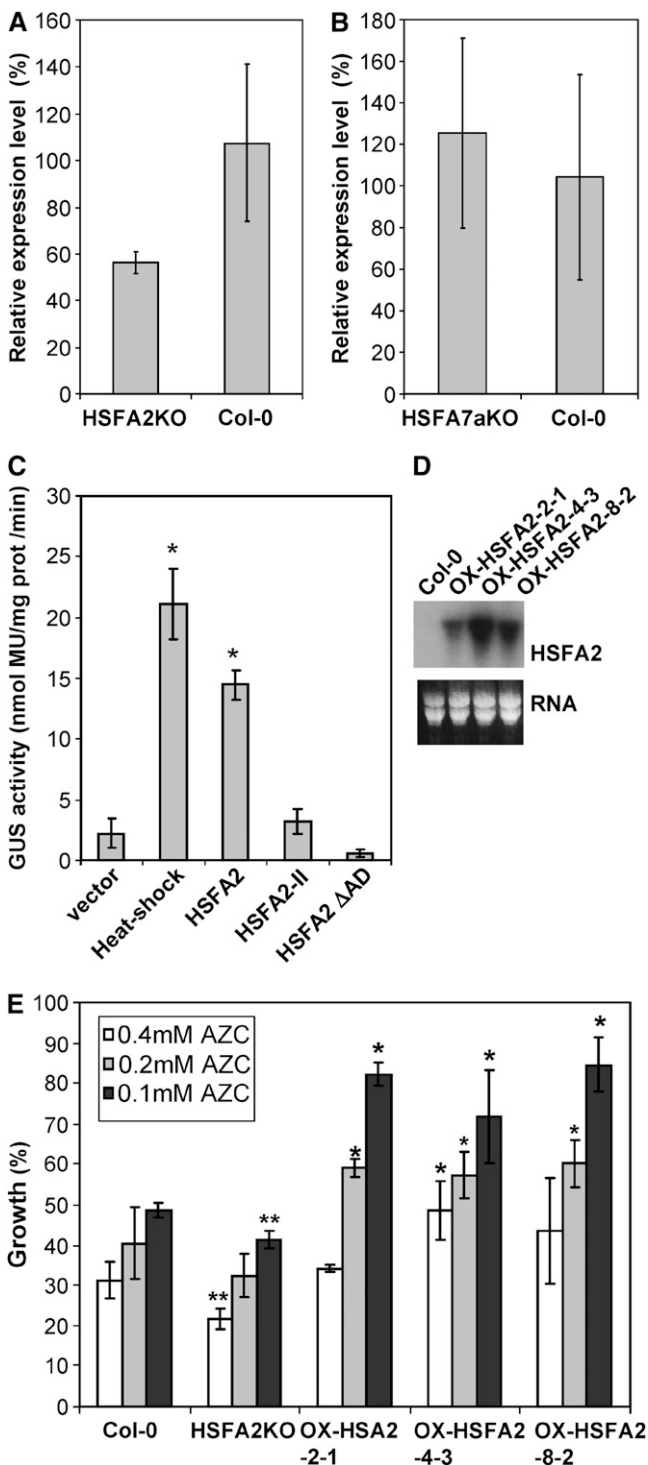 A
Relative expression level (%)
160
140
120
100
80
60
40
20
0
HSFA2KO
Col-0
B
Relative expression level (%)
180
160
140
120
100
80
60
40
20
0
HSFA7aKO
Col-0
C
GUS activity (nmol MU/mg prot /min)
30
25
20
15
10
5
0
*
*
vector
Heat-shock
HSFA2
HSFA2-II
HSFA2 ΔAD
D
Col-0
OX-HSFA2-2-1
OX-HSFA2-4-3
OX-HSFA2-8-2
HSFA2
RNA
E
Growth (%)
100
90
80
70
60
50
40
30
20
10
0
0.4mM AZC
0.2mM AZC
0.1mM AZC
**
**
*
*
*
*
*
*
*
Col-0
HSFA2KO
OX-HSA2
-2-1
OX-HSFA2
-4-3
OX-HSFA2
-8-2